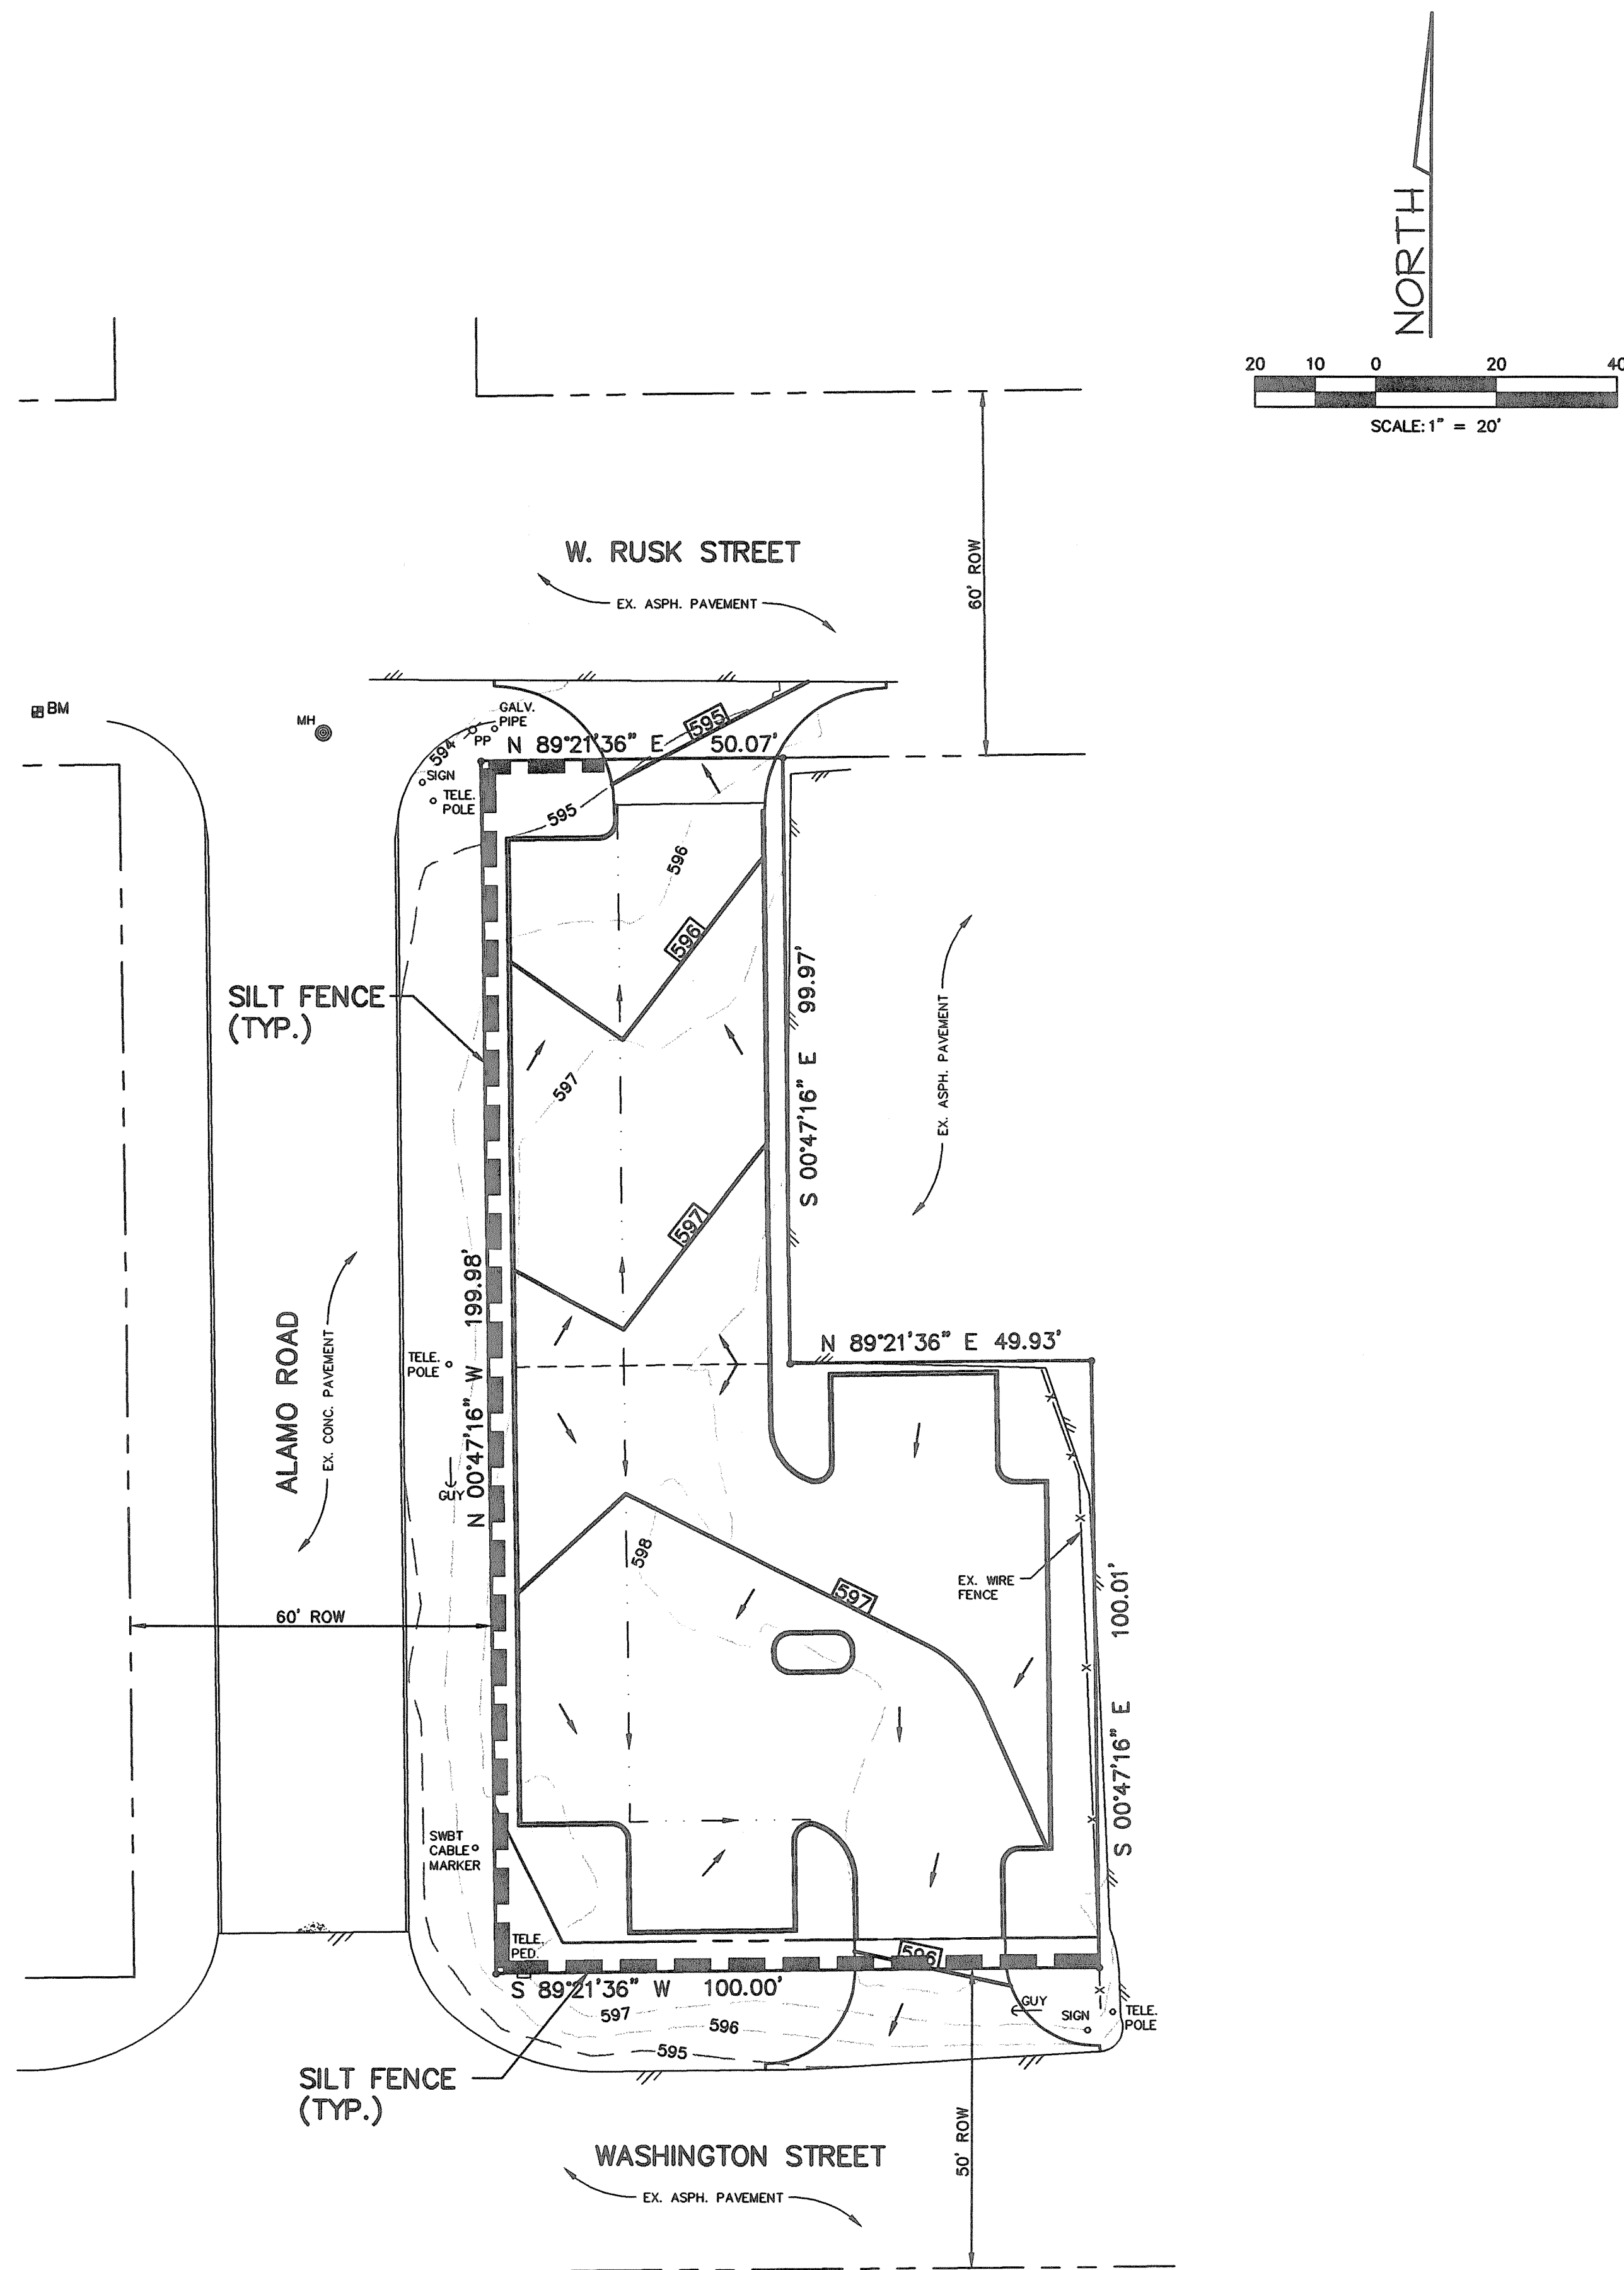 NORTH
20 10 0 20 40
SCALE: 1" = 20'
W. RUSK STREET
EX. ASPH. PAVEMENT
60' ROW
BM
MH
GALV.
PIPE
PP
594
SIGN
TELE.
POLE
595
N 89°21'36" E 50.07'
595
596
596
SILT FENCE
(TYP.)
597
S 00°47'16" E 99.97'
EX. ASPH. PAVEMENT
597
N 00°47'16" W 199.98'
ALAMO ROAD
EX. CONC. PAVEMENT
TELE.
POLE
GUY
N 89°21'36" E 49.93'
598
597
EX. WIRE
FENCE
S 00°47'16" E 100.01'
60' ROW
SWBT
CABLE
MARKER
TELE.
PED.
596
S 89°21'36" W 100.00'
597
596
595
GUY
SIGN
TELE.
POLE
SILT FENCE
(TYP.)
50' ROW
WASHINGTON STREET
EX. ASPH. PAVEMENT